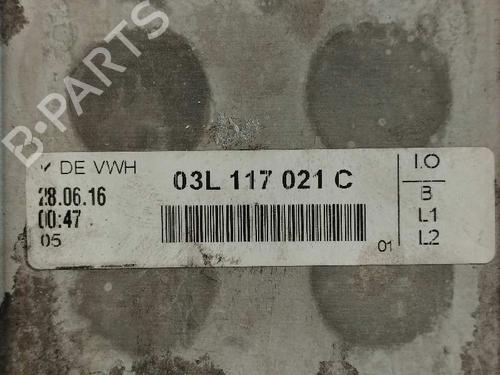 B-PARTS
DE VWH
28.06.16
00:47
05
03L 117 021 C
01
I.O
B
L1
L2